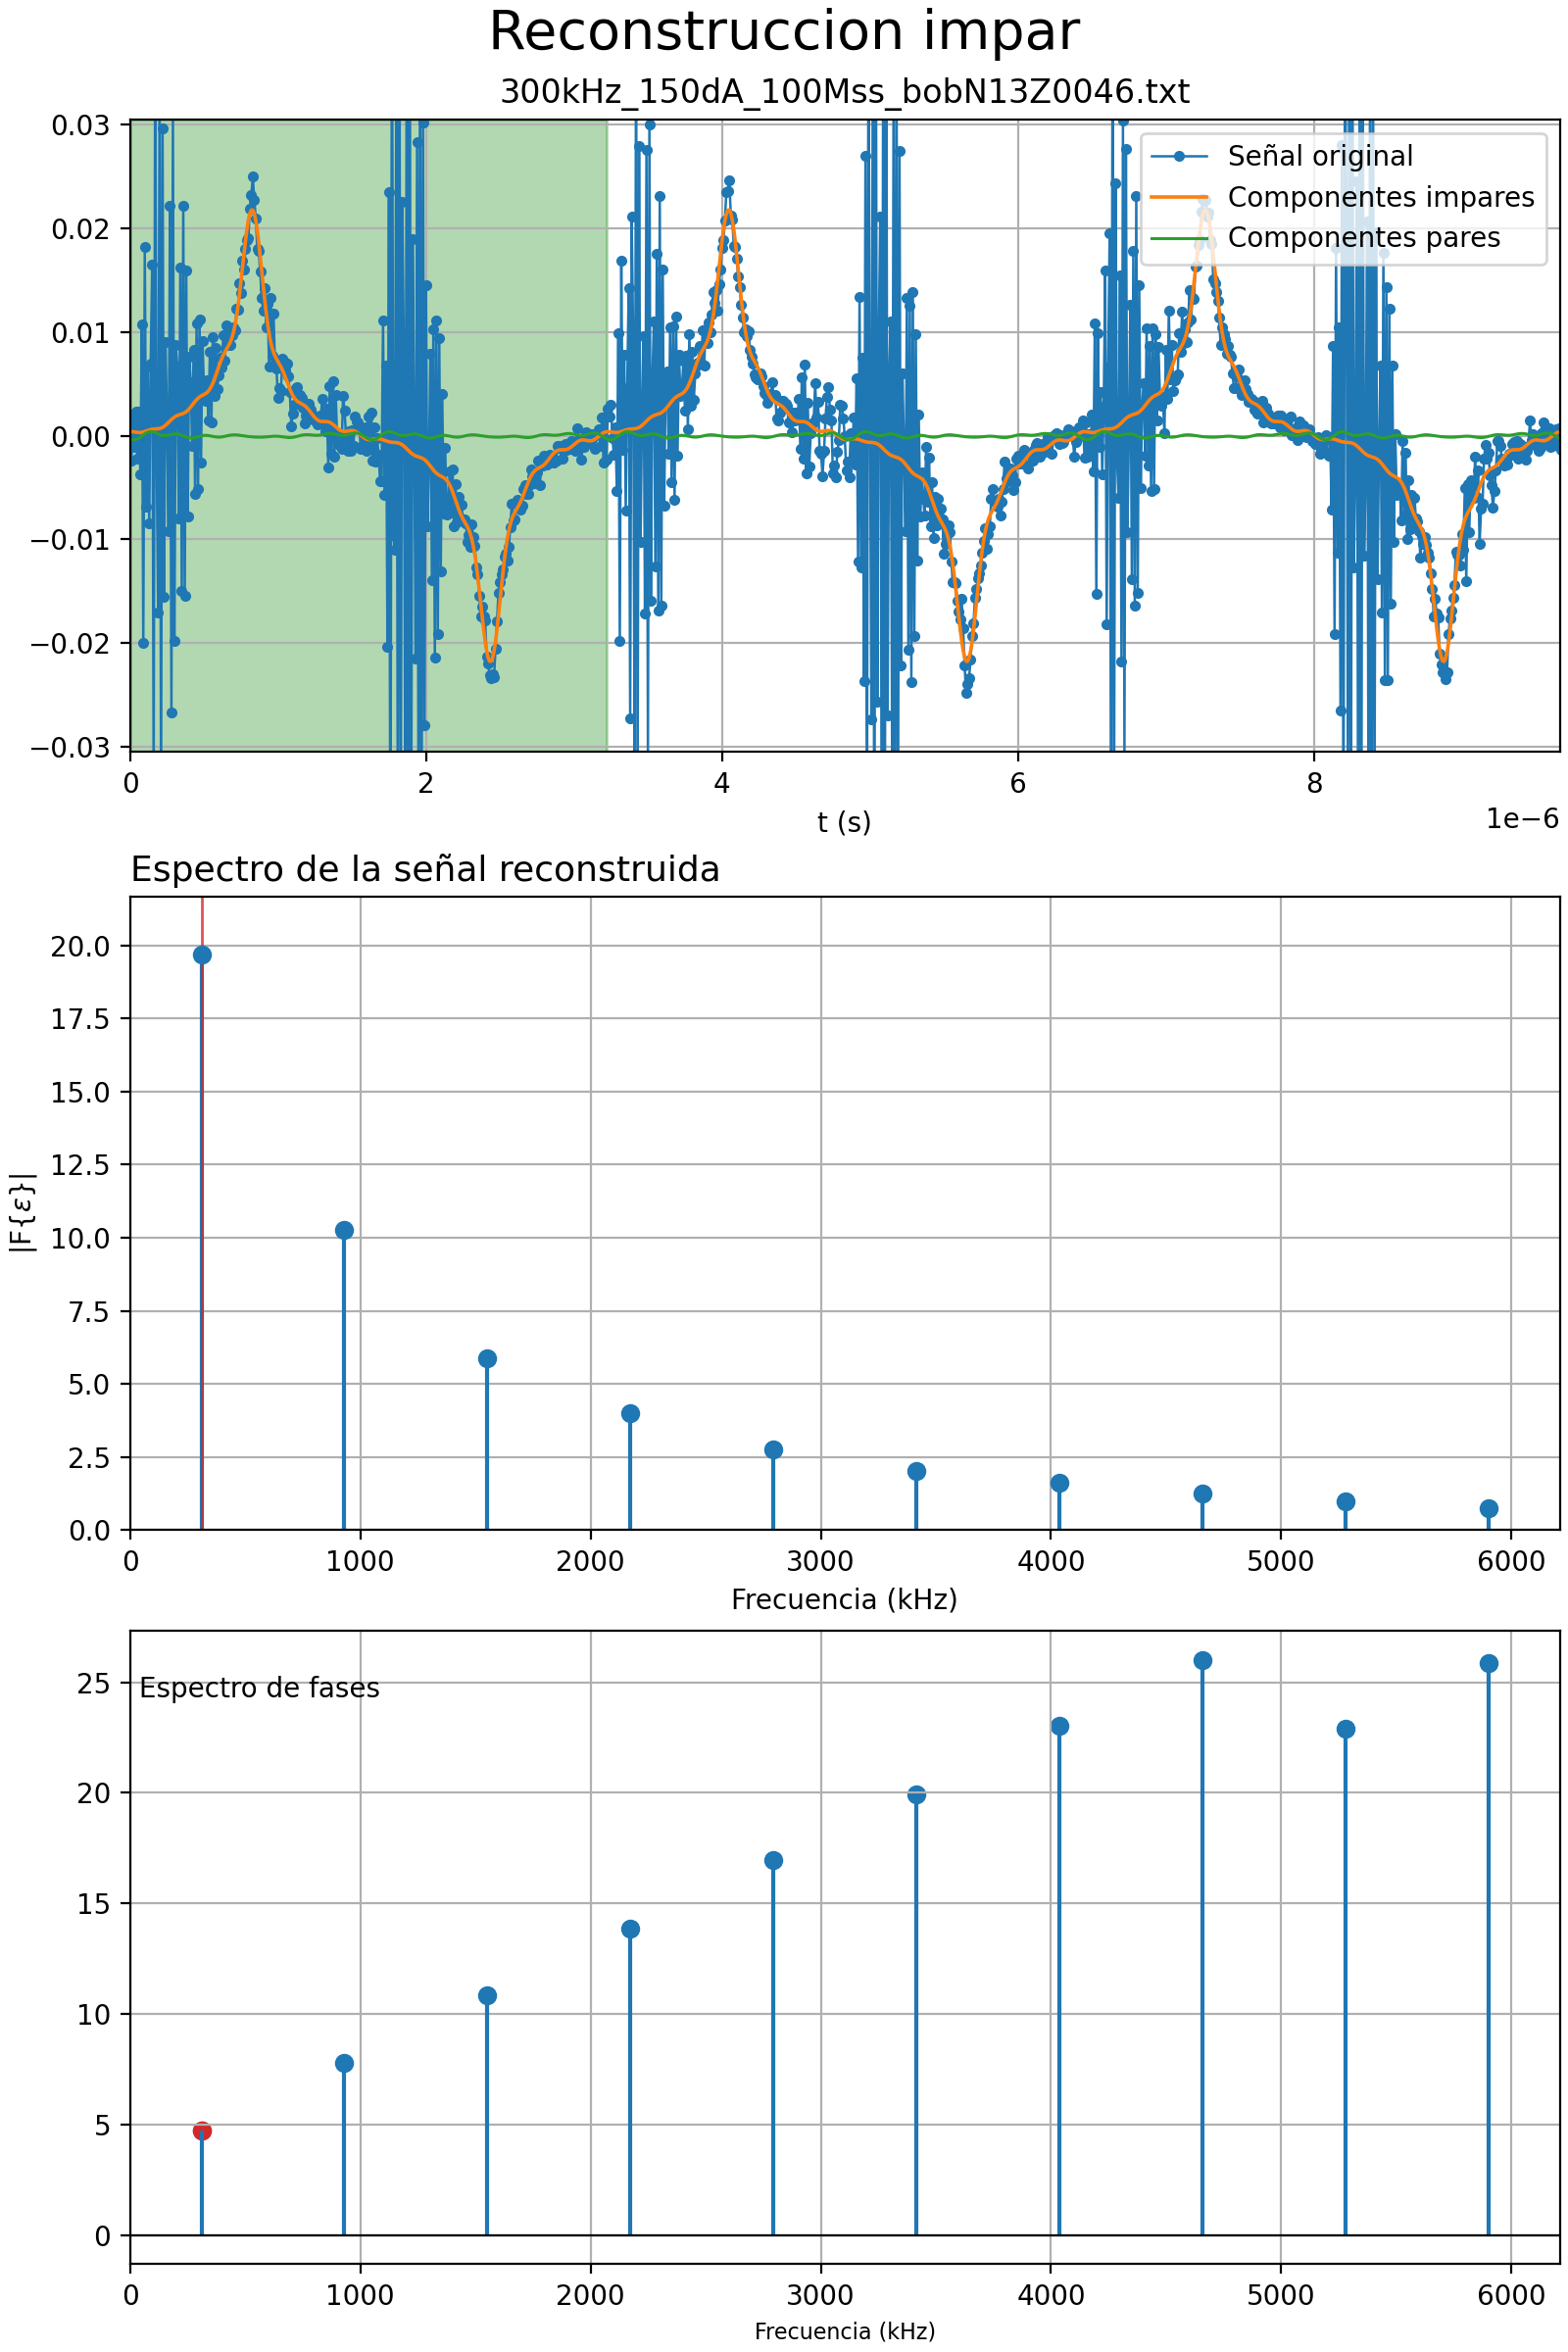 Reconstruccion impar
300kHz_150dA_100Mss_bobN13Z0046.txt
0.03
0.02
0.01
0.00
−0.01
−0.02
−0.03
Señal original
Componentes impares
Componentes pares
0 2 4 6 8
1e−6
t (s)
Espectro de la señal reconstruida
20.0
17.5
15.0
12.5
10.0
7.5
5.0
2.5
0.0
|F{ε}|
0 1000 2000 3000 4000 5000 6000
Frecuencia (kHz)
Espectro de fases
25
20
15
10
5
0
0 1000 2000 3000 4000 5000 6000
Frecuencia (kHz)